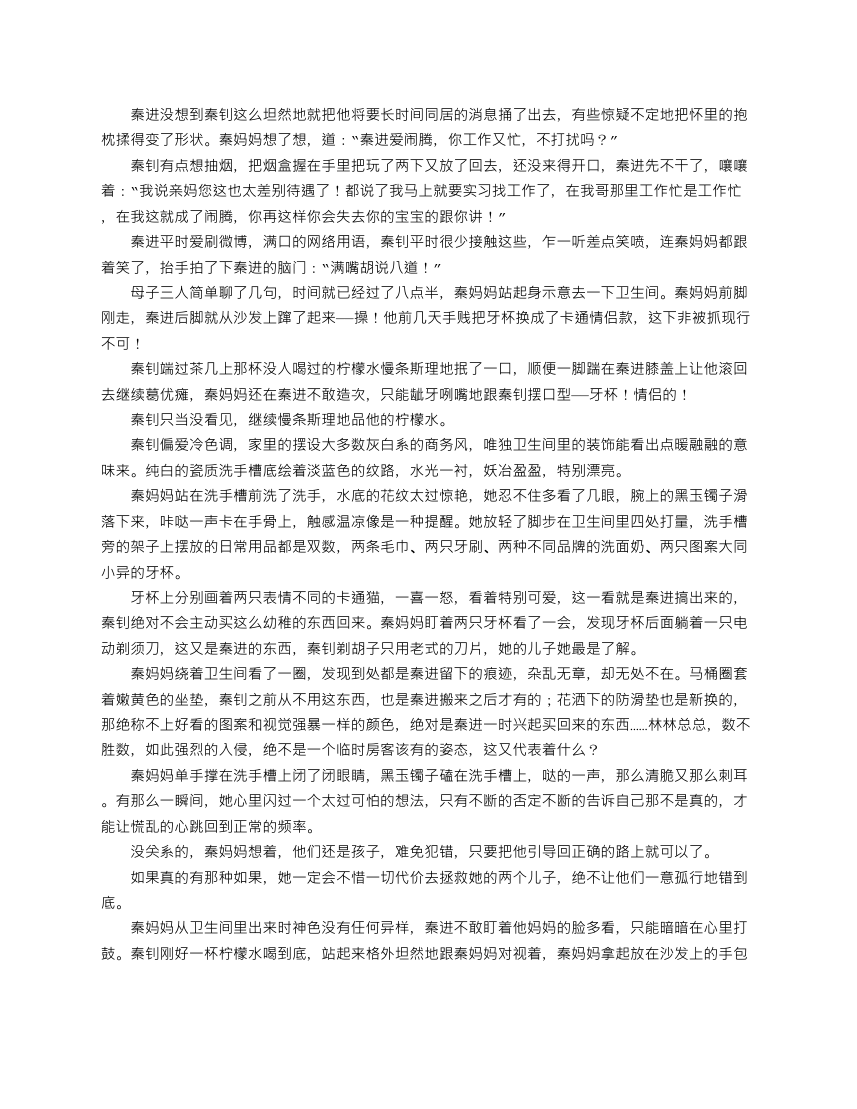 秦进没想到秦钊这么坦然地就把他将要长时间同居的消息捅了出去，有些惊疑不定地把怀里的抱
枕揉得变了形状。秦妈妈想了想，道：“秦进爱闹腾，你工作又忙，不打扰吗？”
秦钊有点想抽烟，把烟盒握在手里把玩了两下又放了回去，还没来得开口，秦进先不干了，嚷嚷
着：“我说亲妈您这也太差别待遇了！都说了我马上就要实习找工作了，在我哥那里工作忙是工作忙
，在我这就成了闹腾，你再这样你会失去你的宝宝的跟你讲！”
秦进平时爱刷微博，满口的网络用语，秦钊平时很少接触这些，乍一听差点笑喷，连秦妈妈都跟
着笑了，抬手拍了下秦进的脑门：“满嘴胡说八道！”
母子三人简单聊了几句，时间就已经过了八点半，秦妈妈站起身示意去一下卫生间。秦妈妈前脚
刚走，秦进后脚就从沙发上蹿了起来——操！他前几天手贱把牙杯换成了卡通情侣款，这下非被抓现行
不可！
秦钊端过茶几上那杯没人喝过的柠檬水慢条斯理地抿了一口，顺便一脚踹在秦进膝盖上让他滚回
去继续葛优瘫，秦妈妈还在秦进不敢造次，只能龇牙咧嘴地跟秦钊摆口型——牙杯！情侣的！
秦钊只当没看见，继续慢条斯理地品他的柠檬水。
秦钊偏爱冷色调，家里的摆设大多数灰白系的商务风，唯独卫生间里的装饰能看出点暖融融的意
味来。纯白的瓷质洗手槽底绘着淡蓝色的纹路，水光一衬，妖冶盈盈，特别漂亮。
秦妈妈站在洗手槽前洗了洗手，水底的花纹太过惊艳，她忍不住多看了几眼，腕上的黑玉镯子滑
落下来，咔哒一声卡在手骨上，触感温凉像是一种提醒。她放轻了脚步在卫生间里四处打量，洗手槽
旁的架子上摆放的日常用品都是双数，两条毛巾、两只牙刷、两种不同品牌的洗面奶、两只图案大同
小异的牙杯。
牙杯上分别画着两只表情不同的卡通猫，一喜一怒，看着特别可爱，这一看就是秦进搞出来的，
秦钊绝对不会主动买这么幼稚的东西回来。秦妈妈盯着两只牙杯看了一会，发现牙杯后面躺着一只电
动剃须刀，这又是秦进的东西，秦钊剃胡子只用老式的刀片，她的儿子她最是了解。
秦妈妈绕着卫生间看了一圈，发现到处都是秦进留下的痕迹，杂乱无章，却无处不在。马桶圈套
着嫩黄色的坐垫，秦钊之前从不用这东西，也是秦进搬来之后才有的；花洒下的防滑垫也是新换的，
那绝称不上好看的图案和视觉强暴一样的颜色，绝对是秦进一时兴起买回来的东西……林林总总，数不
胜数，如此强烈的入侵，绝不是一个临时房客该有的姿态，这又代表着什么？
秦妈妈单手撑在洗手槽上闭了闭眼睛，黑玉镯子磕在洗手槽上，哒的一声，那么清脆又那么刺耳
。有那么一瞬间，她心里闪过一个太过可怕的想法，只有不断的否定不断的告诉自己那不是真的，才
能让慌乱的心跳回到正常的频率。
没关系的，秦妈妈想着，他们还是孩子，难免犯错，只要把他引导回正确的路上就可以了。
如果真的有那种如果，她一定会不惜一切代价去拯救她的两个儿子，绝不让他们一意孤行地错到
底。
秦妈妈从卫生间里出来时神色没有任何异样，秦进不敢盯着他妈妈的脸多看，只能暗暗在心里打
鼓。秦钊刚好一杯柠檬水喝到底，站起来格外坦然地跟秦妈妈对视着，秦妈妈拿起放在沙发上的手包